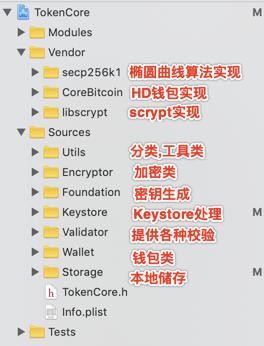 TokenCore M
Modules
Vendor
secp256k1 椭圆曲线算法实现
CoreBitcoin HD钱包实现
libscrypt scrypt实现
Sources
Utils 分类,工具类
Encryptor 加密类
Foundation 密钥生成
Keystore Keystore处理 M
Validator 提供各种校验
Wallet 钱包类
Storage 本地储存 M
h TokenCore.h
Info.plist
Tests